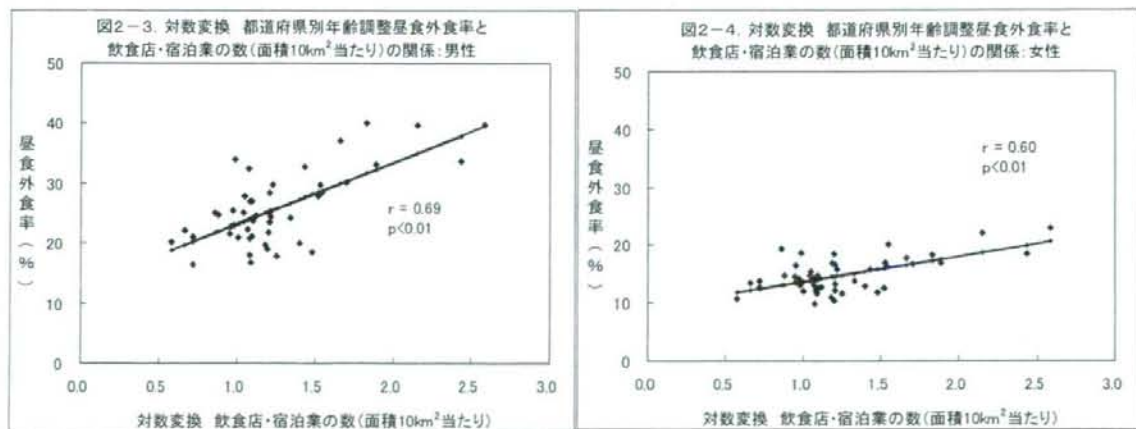 図2-3. 対数変換 都道府県別年齢調整昼食外食率と
飲食店・宿泊業の数(面積10km²当たり)の関係:男性
50
40
30
20
10
0
昼食外食率(%)
r = 0.69
p<0.01
0.0 0.5 1.0 1.5 2.0 2.5 3.0
対数変換 飲食店・宿泊業の数(面積10km²当たり)
図2-4. 対数変換 都道府県別年齢調整昼食外食率と
飲食店・宿泊業の数(面積10km²当たり)の関係:女性
50
40
30
20
10
0
昼食外食率(%)
r = 0.60
p<0.01
0.0 0.5 1.0 1.5 2.0 2.5 3.0
対数変換 飲食店・宿泊業の数(面積10km²当たり)